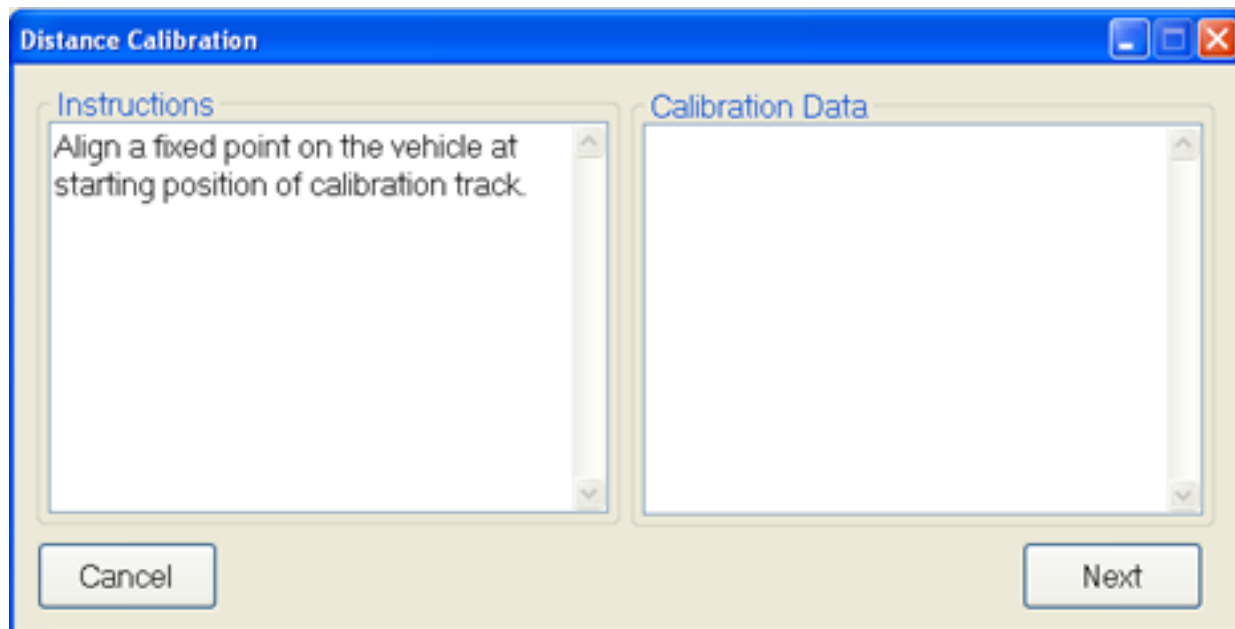 Distance Calibration
Instructions
Align a fixed point on the vehicle at
starting position of calibration track.
Calibration Data
Cancel
Next